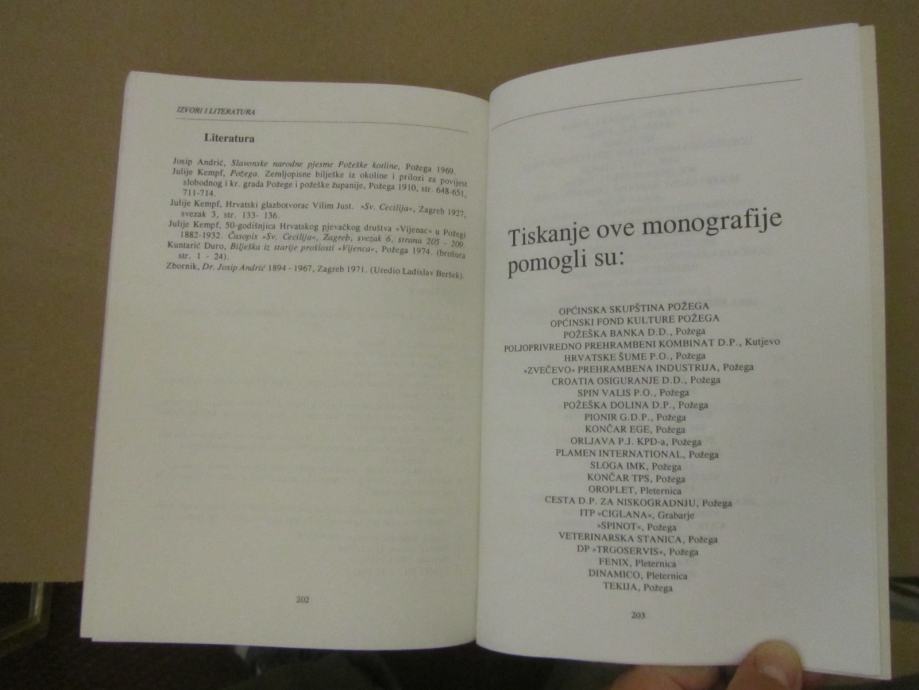 IZVORI I LITERATURA
Literatura
Josip Andrić, Slavonske narodne pjesme Požeške kotline, Požega 1969.
Julije Kempf, Požega. Zemljopisne bilješke iz okoline i prilozi za povijest
slobodnog i kr. grada Požege i požeške županije, Požega 1910, str. 648-651,
711-714.
Julije Kempf, Hrvatski glazbotvorac Vilim Just. »Sv. Cecilija«, Zagreb 1927,
svezak 3, str. 133- 136.
Julije Kempf, 50-godišnjica Hrvatskog pjevačkog društva »Vijenac« u Požegi
1882-1932. Časopis »Sv. Cecilija«, Zagreb, svezak 6, strana 205 - 209.
Kuntarić Đuro, Bilješka iz starije prošlosti »Vijenca«, Požega 1974. (brošura
str. 1 - 24).
Zbornik, Dr. Josip Andrić 1894 - 1967, Zagreb 1971. (Uredio Ladislav Beršek).
202
Tiskanje ove monografije
pomogli su:
OPĆINSKA SKUPŠTINA POŽEGA
OPĆINSKI FOND KULTURE POŽEGA
POŽEŠKA BANKA D.D., Požega
POLJOPRIVREDNO PREHRAMBENI KOMBINAT D.P., Kutjevo
HRVATSKE ŠUME P.O., Požega
»ZVEČEVO» PREHRAMBENA INDUSTRIJA, Požega
CROATIA OSIGURANJE D.D., Požega
SPIN VALIS P.O., Požega
POŽEŠKA DOLINA D.P., Požega
PIONIR G.D.P., Požega
KONČAR EGE, Požega
ORLJAVA P.J. KPD-a, Požega
PLAMEN INTERNATIONAL, Požega
SLOGA IMK, Požega
KONČAR TPS, Požega
OROPLET, Pleternica
CESTA D.P. ZA NISKOGRADNJU, Požega
ITP »CIGLANA«, Grabarje
»SPINOT«, Požega
VETERINARSKA STANICA, Požega
DP »TRGOSERVIS«, Požega
FENIX, Pleternica
DINAMICO, Pleternica
TEKIJA, Požega
203